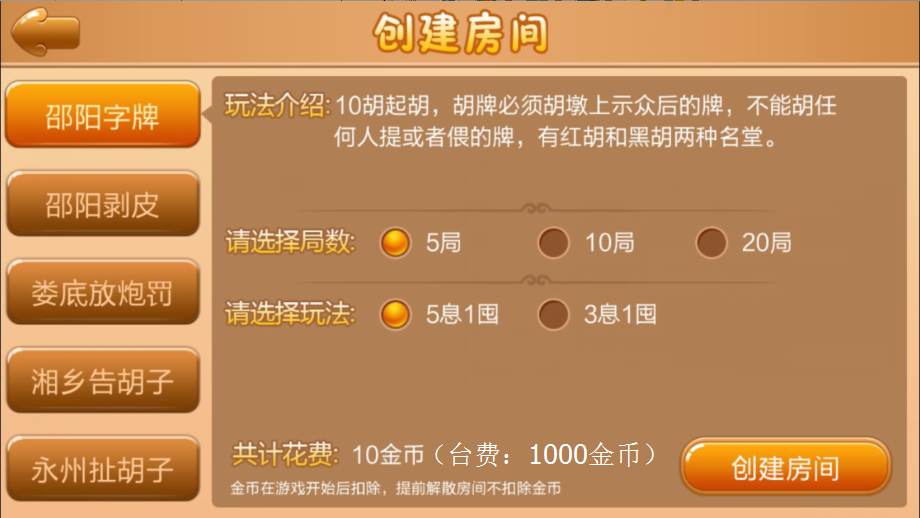 创建房间
邵阳字牌
邵阳剥皮
娄底放炮罚
湘乡告胡子
永州扯胡子
玩法介绍:10胡起胡，胡牌必须胡墩上示众后的牌，不能胡任
何人提或者偎的牌，有红胡和黑胡两种名堂。
请选择局数: 5局 10局 20局
请选择玩法: 5息1囤 3息1囤
共计花费: 10金币（台费：1000金币）
金币在游戏开始后扣除，提前解散房间不扣除金币
创建房间